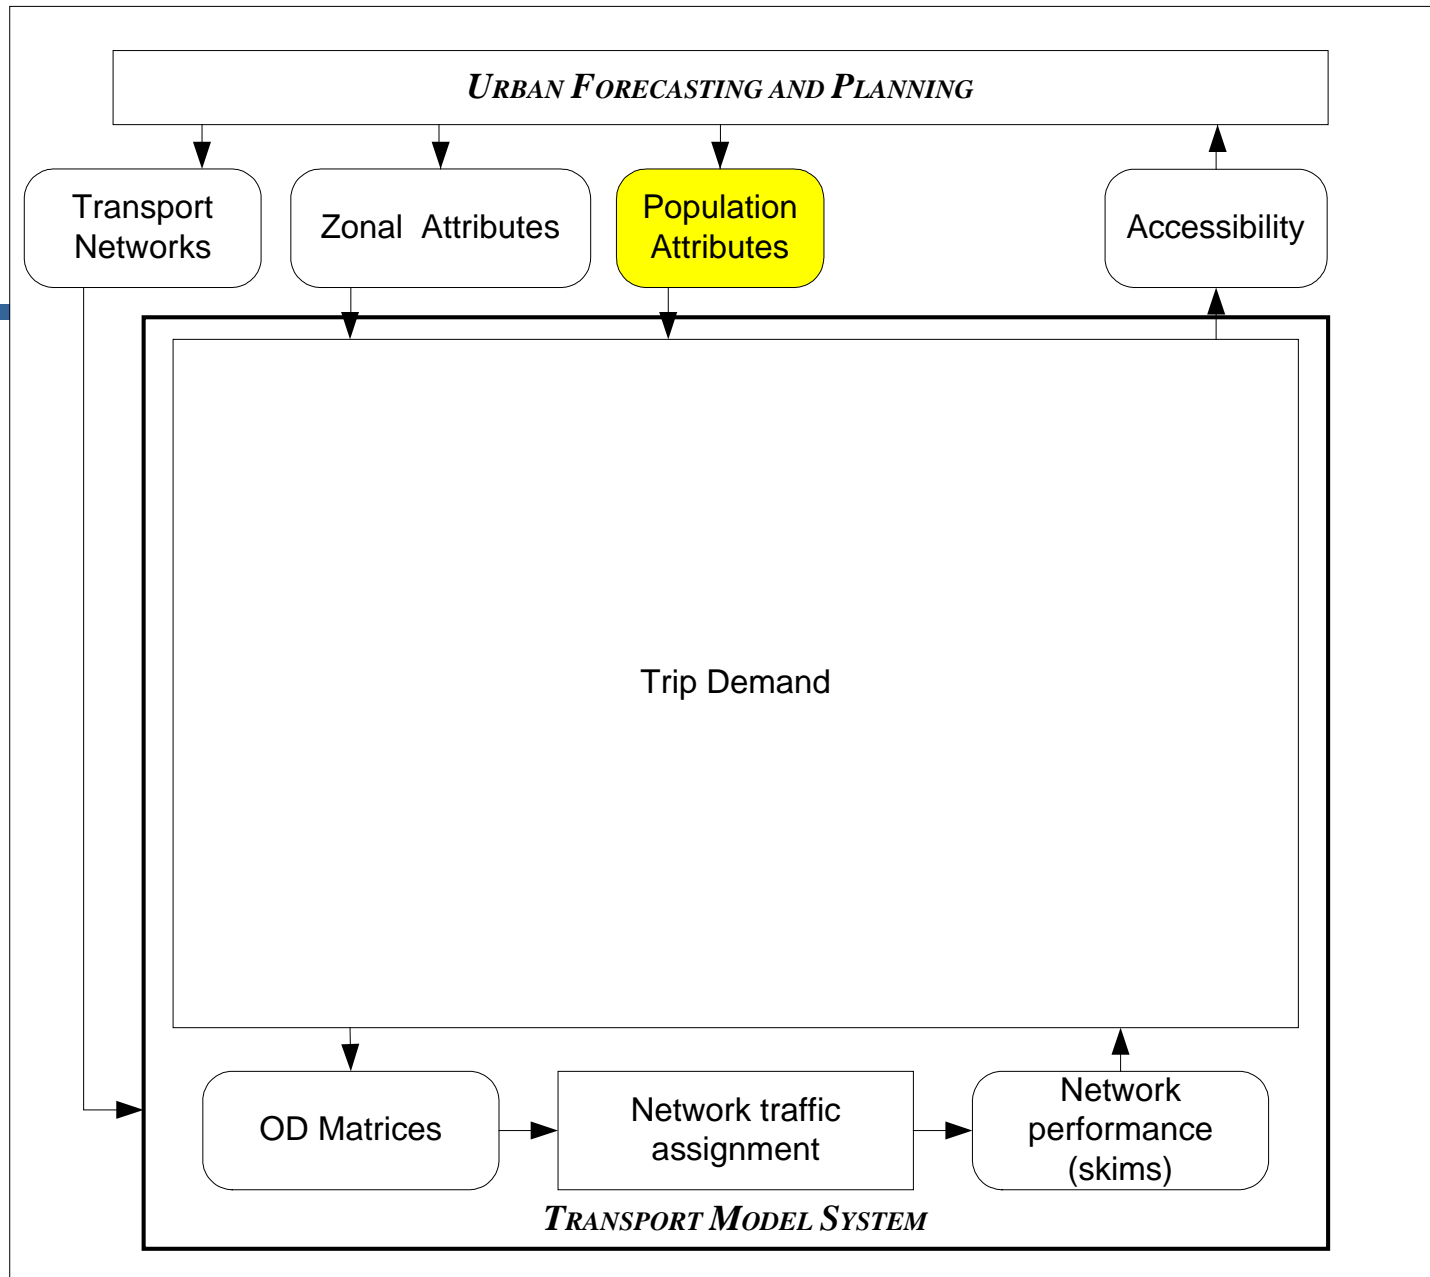 URBAN FORECASTING AND PLANNING
Transport
Networks
Zonal Attributes
Population
Attributes
Accessibility
Trip Demand
OD Matrices
Network traffic
assignment
Network
performance
(skims)
TRANSPORT MODEL SYSTEM